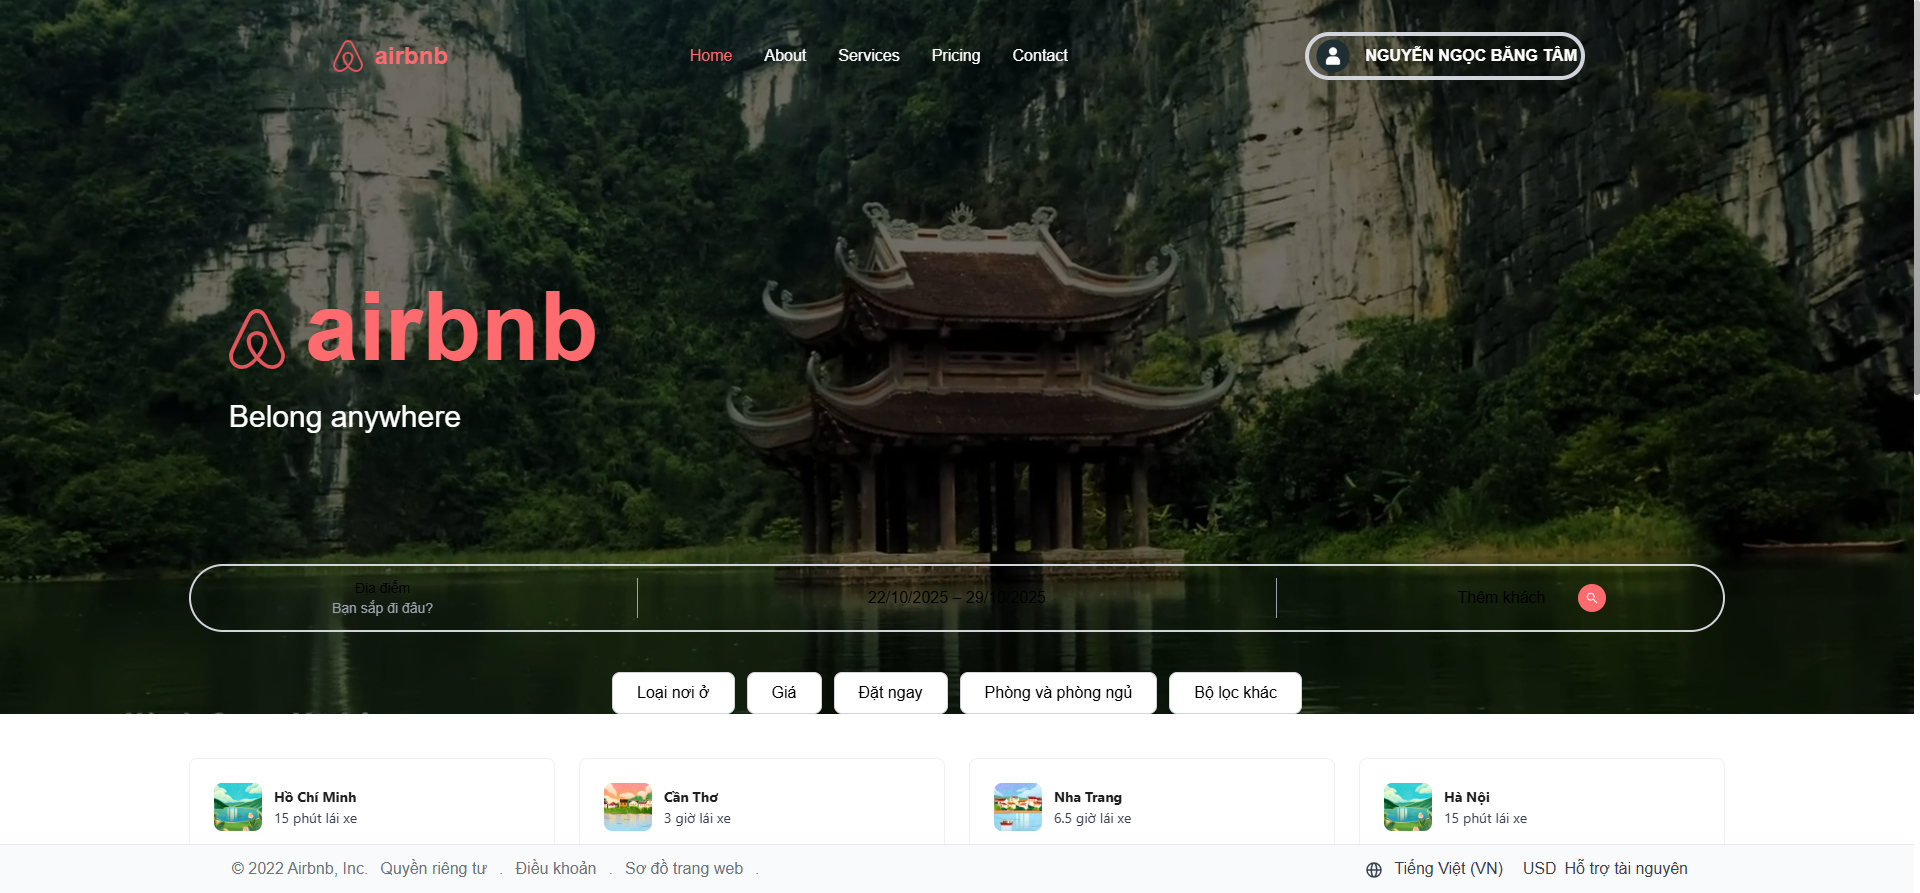 airbnb
Home About Services Pricing Contact
NGUYỄN NGỌC BĂNG TÂM
airbnb
Belong anywhere
Địa điểm
Bạn sắp đi đâu?
22/10/2025 – 29/10/2025
Thêm khách
Loại nơi ở
Giá
Đặt ngay
Phòng và phòng ngủ
Bộ lọc khác
Hồ Chí Minh
15 phút lái xe
Cần Thơ
3 giờ lái xe
Nha Trang
6.5 giờ lái xe
Hà Nội
15 phút lái xe
© 2022 Airbnb, Inc. Quyền riêng tư . Điều khoản . Sơ đồ trang web .
Tiếng Việt (VN) USD Hỗ trợ tài nguyên